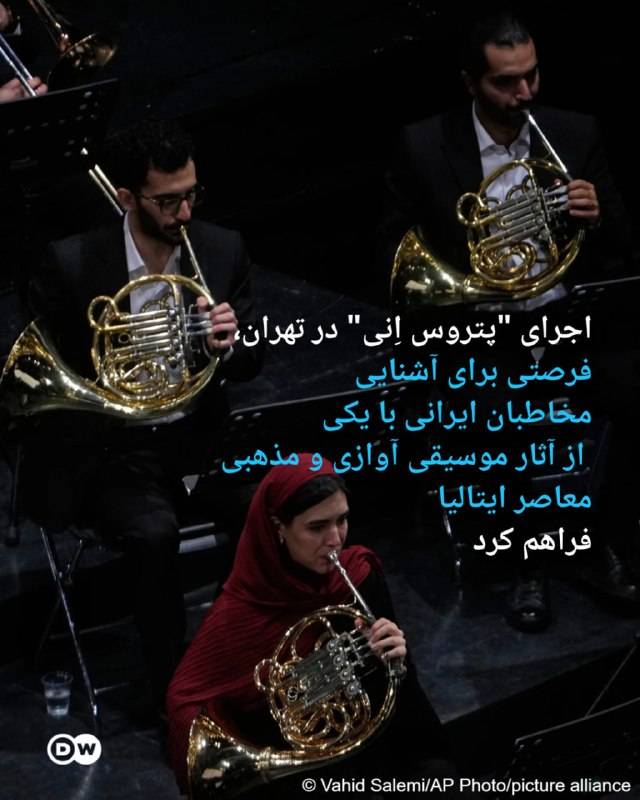 اجرای "پتروس اِنی" در تهران،
فرصتی برای آشنایی
مخاطبان ایرانی با یکی
از آثار موسیقی آوازی و مذهبی
معاصر ایتالیا
فراهم کرد
DW
© Vahid Salemi/AP Photo/picture alliance